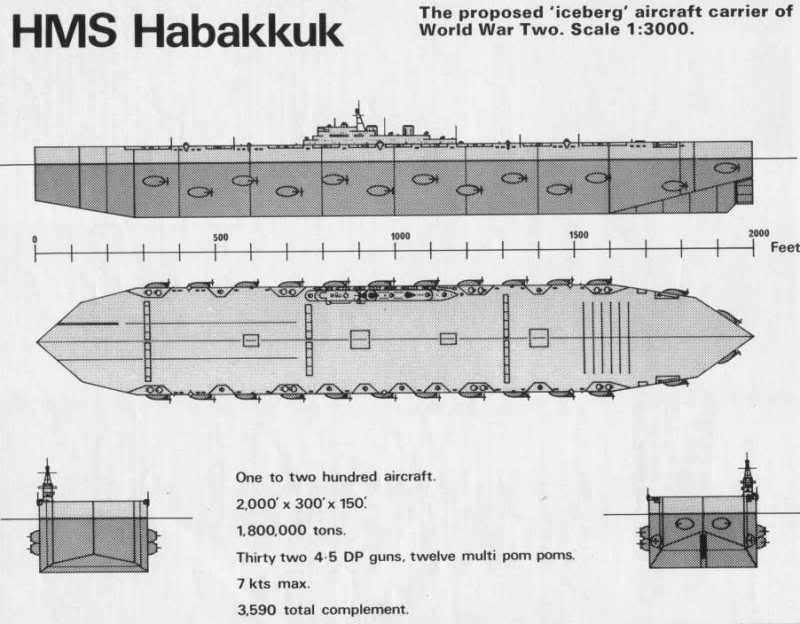 HMS Habakkuk
The proposed 'iceberg' aircraft carrier of
World War Two. Scale 1:3000.
0 500 1000 1500 2000
Feet
One to two hundred aircraft.
2,000' x 300' x 150'.
1,800,000 tons.
Thirty two 4·5 DP guns, twelve multi pom poms.
7 kts max.
3,590 total complement.